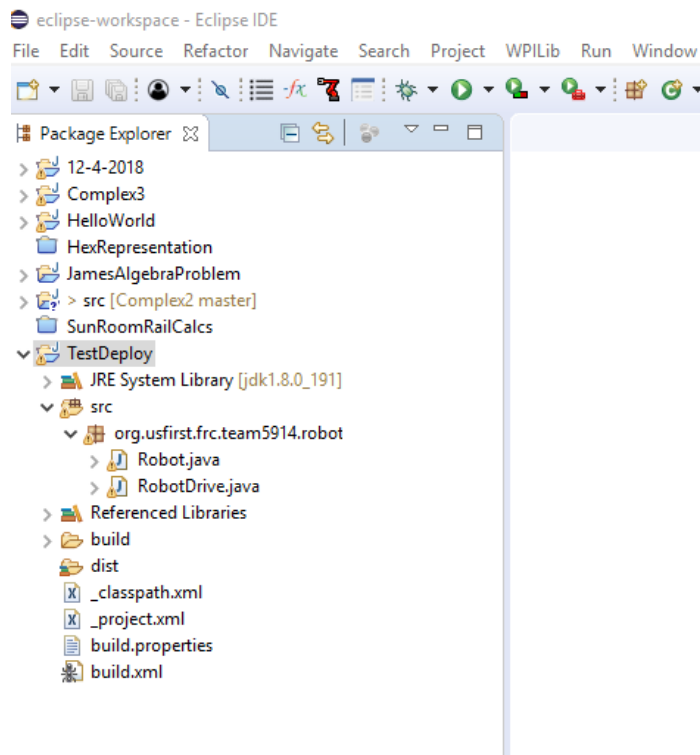 eclipse-workspace - Eclipse IDE
File Edit Source Refactor Navigate Search Project WPILib Run Window
Package Explorer
12-4-2018
Complex3
HelloWorld
HexRepresentation
JamesAlgebraProblem
> src [Complex2 master]
SunRoomRailCalcs
TestDeploy
JRE System Library [jdk1.8.0_191]
src
org.usfirst.frc.team5914.robot
Robot.java
RobotDrive.java
Referenced Libraries
build
dist
_classpath.xml
_project.xml
build.properties
build.xml